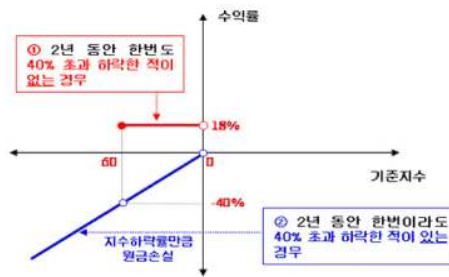 수익률
① 2년 동안 한번도
40% 초과 하락한 적이
없는 경우
18%
60
0
기준지수
-40%
지수하락률만큼
원금손실
② 2년 동안 한번이라도
40% 초과 하락한 적이 있는
경우